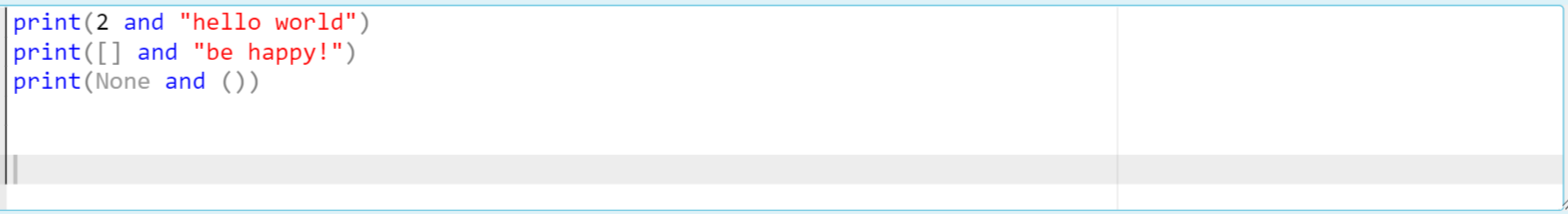 print(2 and "hello world")
print([] and "be happy!")
print(None and ())